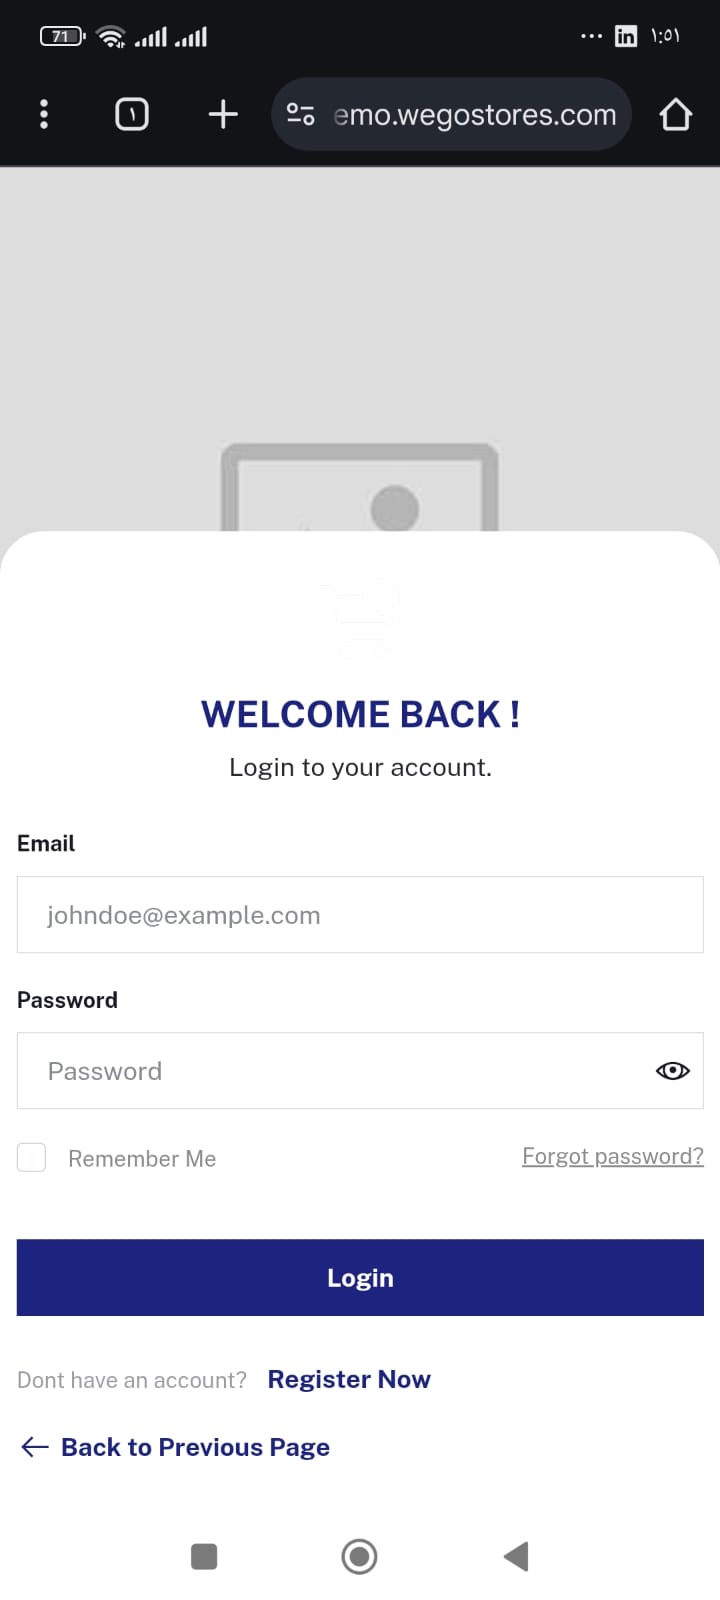 71 ... in ١:٥١
١ emo.wegostores.com
WELCOME BACK !
Login to your account.
Email
johndoe@example.com
Password
Password
Remember Me Forgot password?
Login
Dont have an account? Register Now
← Back to Previous Page